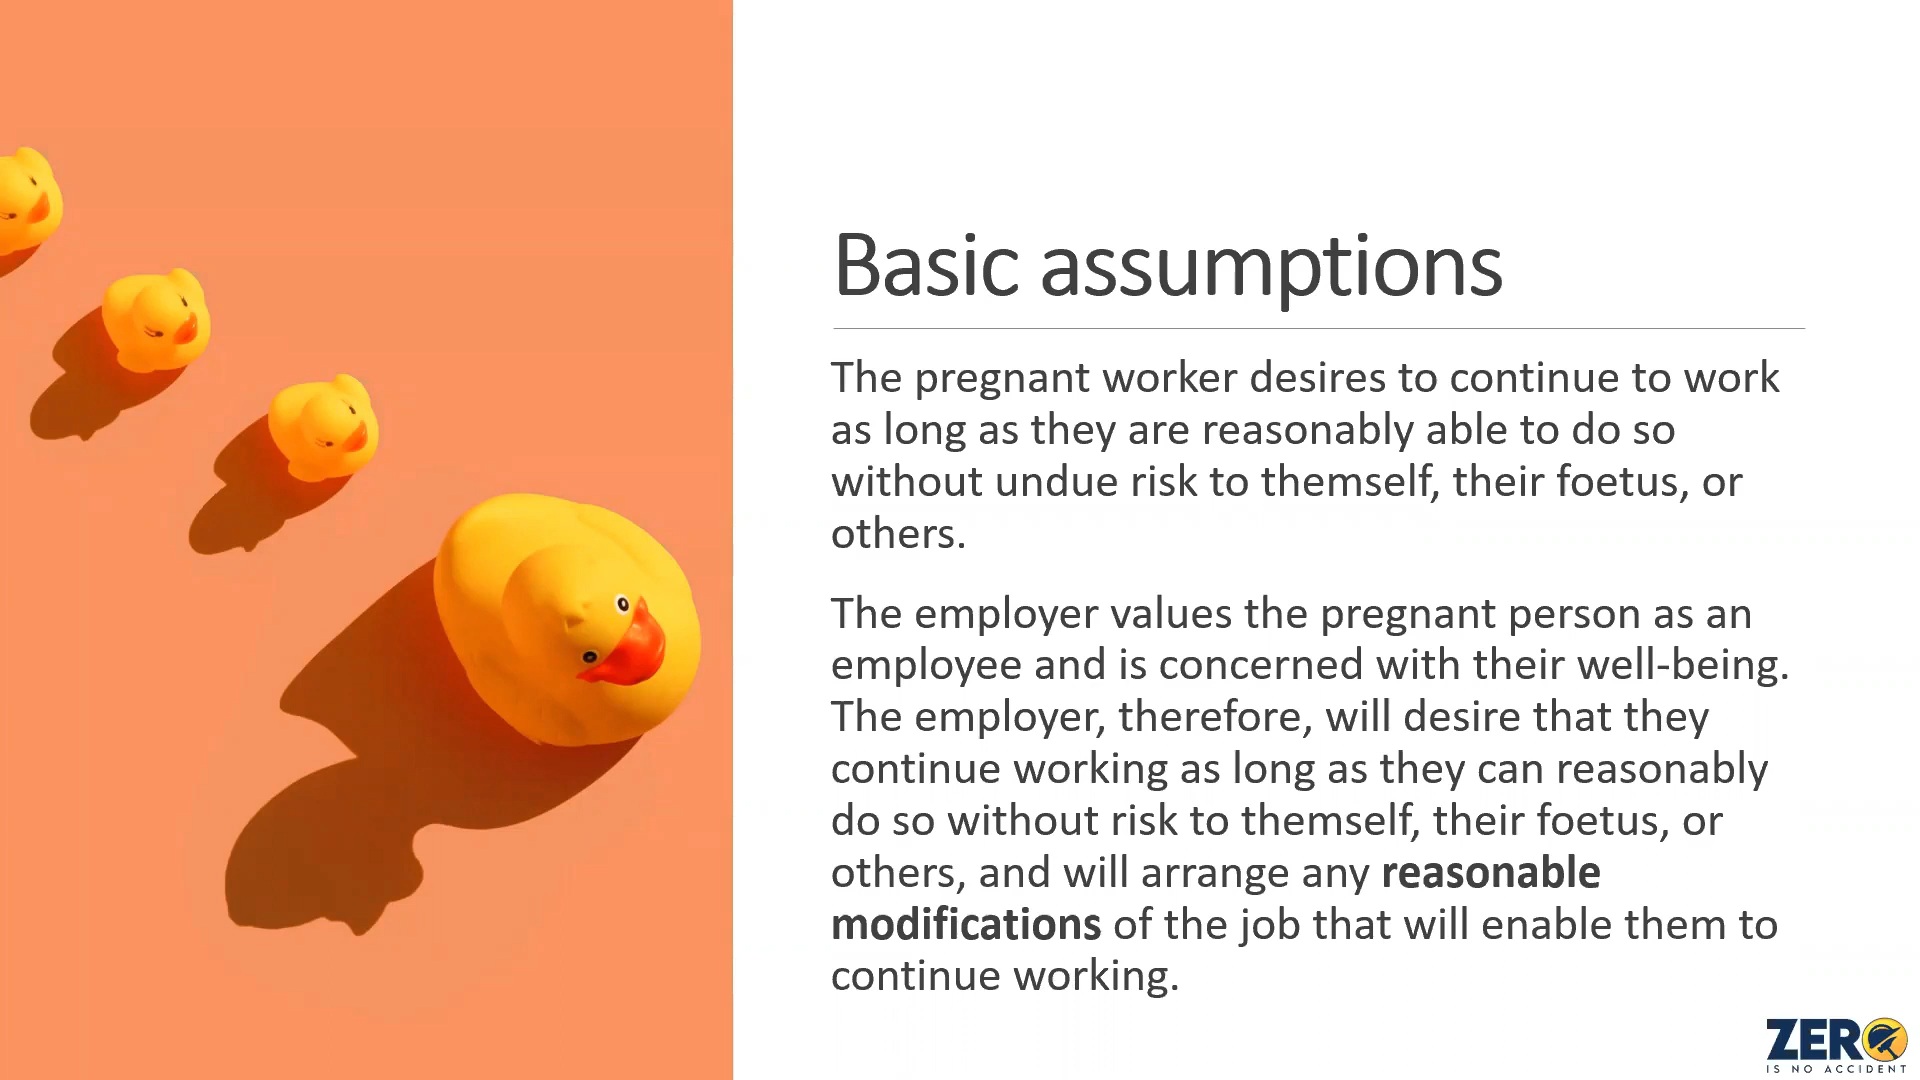 Basic assumptions
The pregnant worker desires to continue to work
as long as they are reasonably able to do so
without undue risk to themself, their foetus, or
others.
The employer values the pregnant person as an
employee and is concerned with their well-being.
The employer, therefore, will desire that they
continue working as long as they can reasonably
do so without risk to themself, their foetus, or
others, and will arrange any reasonable
modifications of the job that will enable them to
continue working.
ZERO
IS NO ACCIDENT